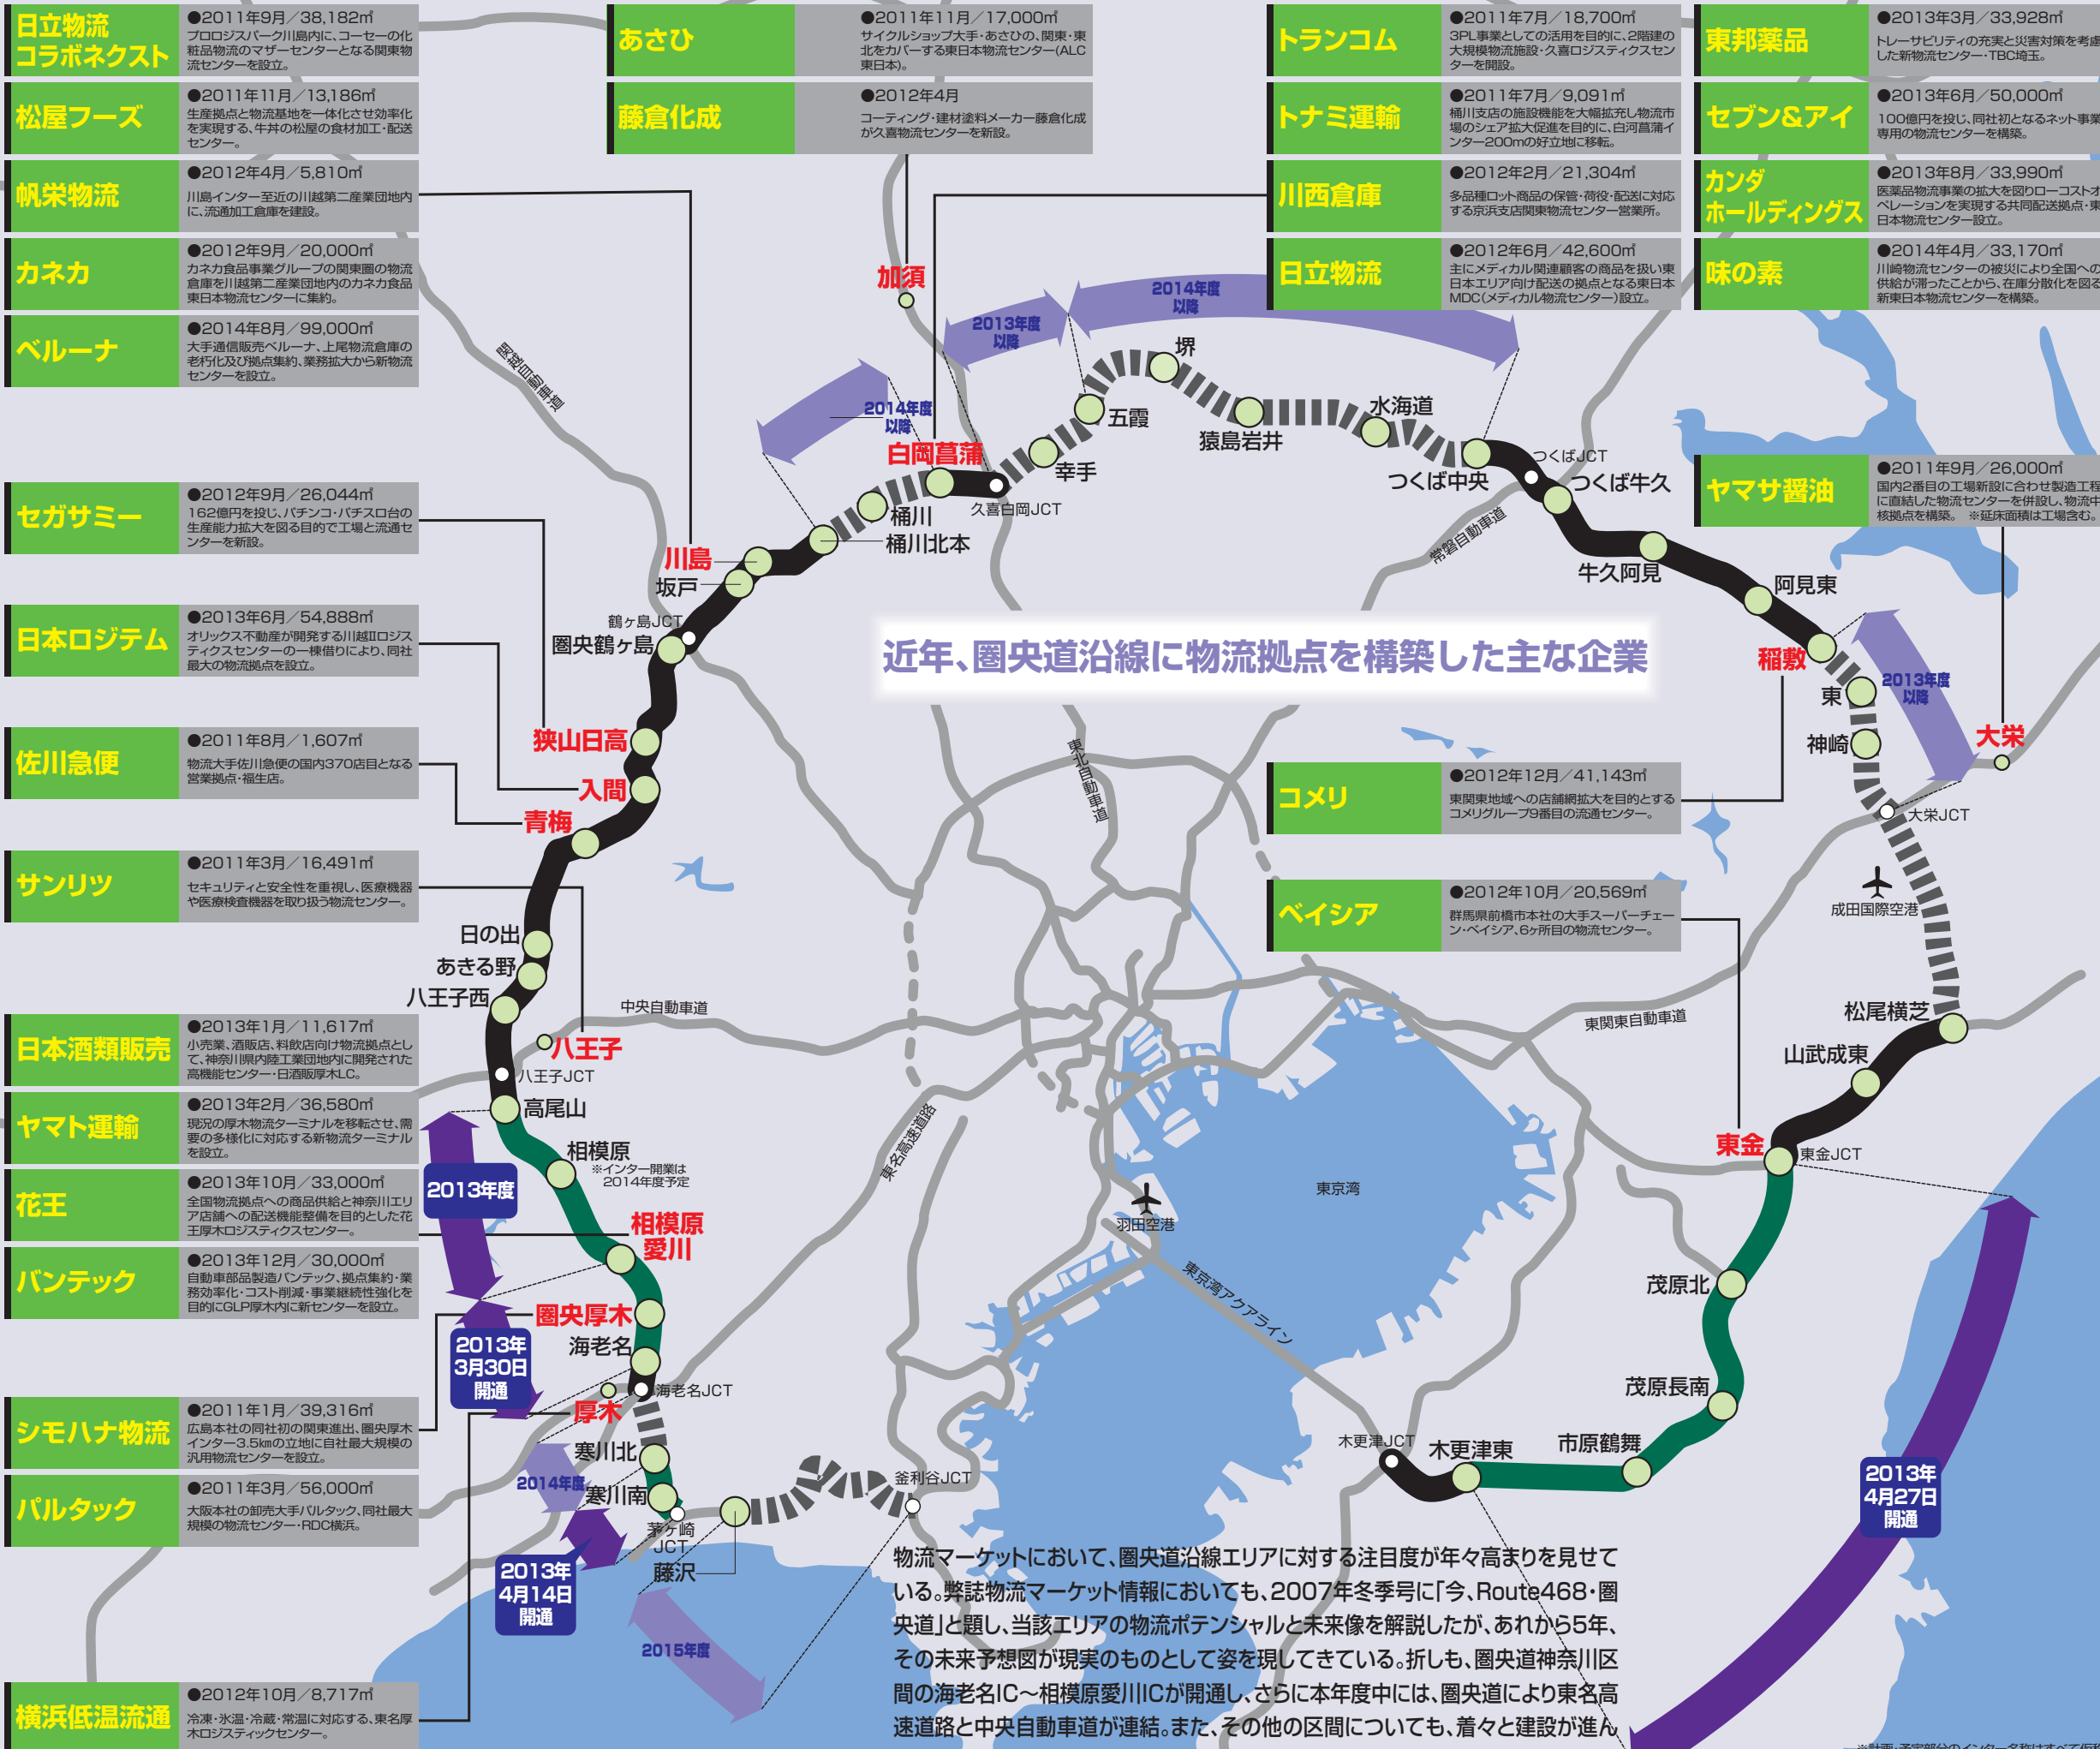 日立物流
コラボネクスト
●2011年9月／38,182㎡
プロロジスパーク川島内に、コーセーの化
粧品物流のマザーセンターとなる関東物
流センターを設立。
松屋フーズ
●2011年11月／13,186㎡
生産拠点と物流基地を一体化させ効率化
を実現する、牛丼の松屋の食材加工・配送
センター。
帆栄物流
●2012年4月／5,810㎡
川島インター至近の川越第二産業団地内
に、流通加工倉庫を建設。
カネカ
●2012年9月／20,000㎡
カネカ食品事業グループの関東圏の物流
倉庫を川越第二産業団地内のカネカ食品
東日本物流センターに集約。
ベルーナ
●2014年8月／99,000㎡
大手通信販売ベルーナ、上尾物流倉庫の
老朽化及び拠点集約、業務拡大から新物流
センターを設立。
セガサミー
●2012年9月／26,044㎡
162億円を投じ、パチンコ・パチスロ台の
生産能力拡大を図る目的で工場と流通セ
ンターを新設。
日本ロジテム
●2013年6月／54,888㎡
オリックス不動産が開発する川越Ⅱロジス
ティクスセンターの一棟借りにより、同社
最大の物流拠点を設立。
佐川急便
●2011年8月／1,607㎡
物流大手佐川急便の国内370店目となる
営業拠点・福生店。
サンリツ
●2011年3月／16,491㎡
セキュリティと安全性を重視し、医療機器
や医療検査機器を取り扱う物流センター。
日本酒類販売
●2013年1月／11,617㎡
小売業、酒販店、料飲店向け物流拠点とし
て、神奈川県内陸工業団地内に開発された
高機能センター・日酒販厚木LC。
ヤマト運輸
●2013年2月／36,580㎡
現況の厚木物流ターミナルを移転させ、需
要の多様化に対応する新物流ターミナル
を設立。
花王
●2013年10月／33,000㎡
全国物流拠点への商品供給と神奈川エリ
ア店舗への配送機能整備を目的とした花
王厚木ロジスティクスセンター。
バンテック
●2013年12月／30,000㎡
自動車部品製造バンテック、拠点集約・業
務効率化・コスト削減・事業継続性強化を
目的にGLP厚木内に新センターを設立。
シモハナ物流
●2011年1月／39,316㎡
広島本社の同社初の関東進出、圏央厚木
インター3.5㎞の立地に自社最大規模の
汎用物流センターを設立。
パルタック
●2011年3月／56,000㎡
大阪本社の卸売大手パルタック、同社最大
規模の物流センター・RDC横浜。
横浜低温流通
●2012年10月／8,717㎡
冷凍・氷温・冷蔵・常温に対応する、東名厚
木ロジスティックセンター。
あさひ
●2011年11月／17,000㎡
サイクルショップ大手・あさひの、関東・東
北をカバーする東日本物流センター(ALC
東日本)。
藤倉化成
●2012年4月
コーティング・建材塗料メーカー藤倉化成
が久喜物流センターを新設。
トランコム
●2011年7月／18,700㎡
3PL事業としての活用を目的に、2階建の
大規模物流施設・久喜ロジスティクスセン
ターを開設。
トナミ運輸
●2011年7月／9,091㎡
桶川支店の施設機能を大幅拡充し物流市
場のシェア拡大促進を目的に、白河菖蒲イ
ンター200mの好立地に移転。
川西倉庫
●2012年2月／21,304㎡
多品種ロット商品の保管・荷役・配送に対応
する京浜支店関東物流センター営業所。
日立物流
●2012年6月／42,600㎡
主にメディカル関連顧客の商品を扱い東
日本エリア向け配送の拠点となる東日本
MDC(メディカル物流センター)設立。
東邦薬品
●2013年3月／33,928㎡
トレーサビリティの充実と災害対策を考慮
した新物流センター・TBC埼玉。
セブン&アイ
●2013年6月／50,000㎡
100億円を投じ、同社初となるネット事業
専用の物流センターを構築。
カンダ
ホールディングス
●2013年8月／33,990㎡
医薬品物流事業の拡大を図りローコストオ
ペレーションを実現する共同配送拠点・東
日本物流センター設立。
味の素
●2014年4月／33,170㎡
川崎物流センターの被災により全国への
供給が滞ったことから、在庫分散化を図る
新東日本物流センターを構築。
ヤマサ醤油
●2011年9月／26,000㎡
国内2番目の工場新設に合わせ製造工程
に直結した物流センターを併設し、物流中
核拠点を構築。 ※延床面積は工場含む。
コメリ
●2012年12月／41,143㎡
東関東地域への店舗網拡大を目的とする
コメリグループ9番目の流通センター。
ベイシア
●2012年10月／20,569㎡
群馬県前橋市本社の大手スーパーチェー
ン・ベイシア、6ヶ所目の物流センター。
近年、圏央道沿線に物流拠点を構築した主な企業
加須
2013年度
以降
2014年度
以降
2014年度
以降
白岡菖蒲
堺
五霞
幸手
猿島岩井
水海道
つくば中央
つくばJCT
つくば牛久
久喜白岡JCT
桶川
桶川北本
川島
坂戸
鶴ヶ島JCT
圏央鶴ヶ島
関越自動車道
常磐自動車道
牛久阿見
阿見東
稲敷
東
2013年度
以降
神崎
大栄
大栄JCT
成田国際空港
狭山日高
入間
青梅
東北自動車道
日の出
あきる野
八王子西
中央自動車道
八王子
八王子JCT
高尾山
相模原
※インター開業は
2014年度予定
2013年度
相模原
愛川
圏央厚木
海老名
2013年
3月30日
開通
海老名JCT
厚木
寒川北
2014年度
寒川南
茅ヶ崎
JCT
藤沢
2013年
4月14日
開通
2015年度
釜利谷JCT
東名高速道路
羽田空港
東京湾
東京湾アクアライン
東関東自動車道
松尾横芝
山武成東
東金
東金JCT
茂原北
茂原長南
市原鶴舞
木更津東
木更津JCT
2013年
4月27日
開通
物流マーケットにおいて、圏央道沿線エリアに対する注目度が年々高まりを見せて
いる。弊誌物流マーケット情報においても、2007年冬季号に「今、Route468・圏
央道」と題し、当該エリアの物流ポテンシャルと未来像を解説したが、あれから5年、
その未来予想図が現実のものとして姿を現してきている。折しも、圏央道神奈川区
間の海老名IC～相模原愛川ICが開通し、さらに本年度中には、圏央道により東名高
速道路と中央自動車道が連結。また、その他の区間についても、着々と建設が進ん